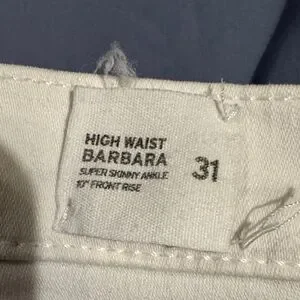 HIGH WAIST
BARBARA
SUPER SKINNY ANKLE
10" FRONT RISE
31